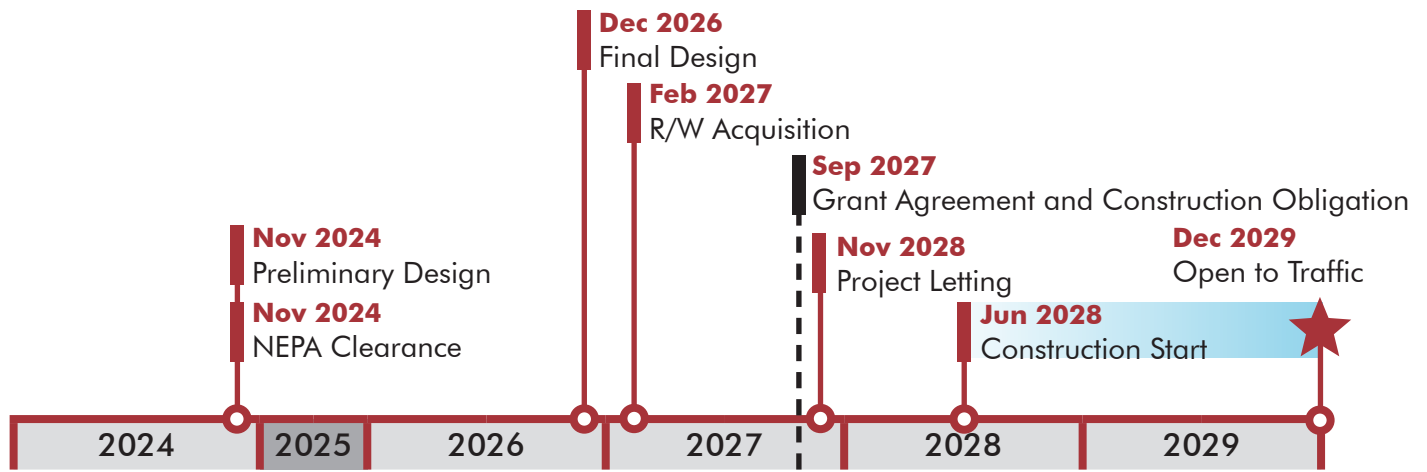 Dec 2026
Final Design
Feb 2027
R/W Acquisition
Sep 2027
Grant Agreement and Construction Obligation
Nov 2024
Preliminary Design
Nov 2024
NEPA Clearance
Nov 2028
Project Letting
Dec 2029
Open to Traffic
Jun 2028
Construction Start
2024 2025 2026 2027 2028 2029